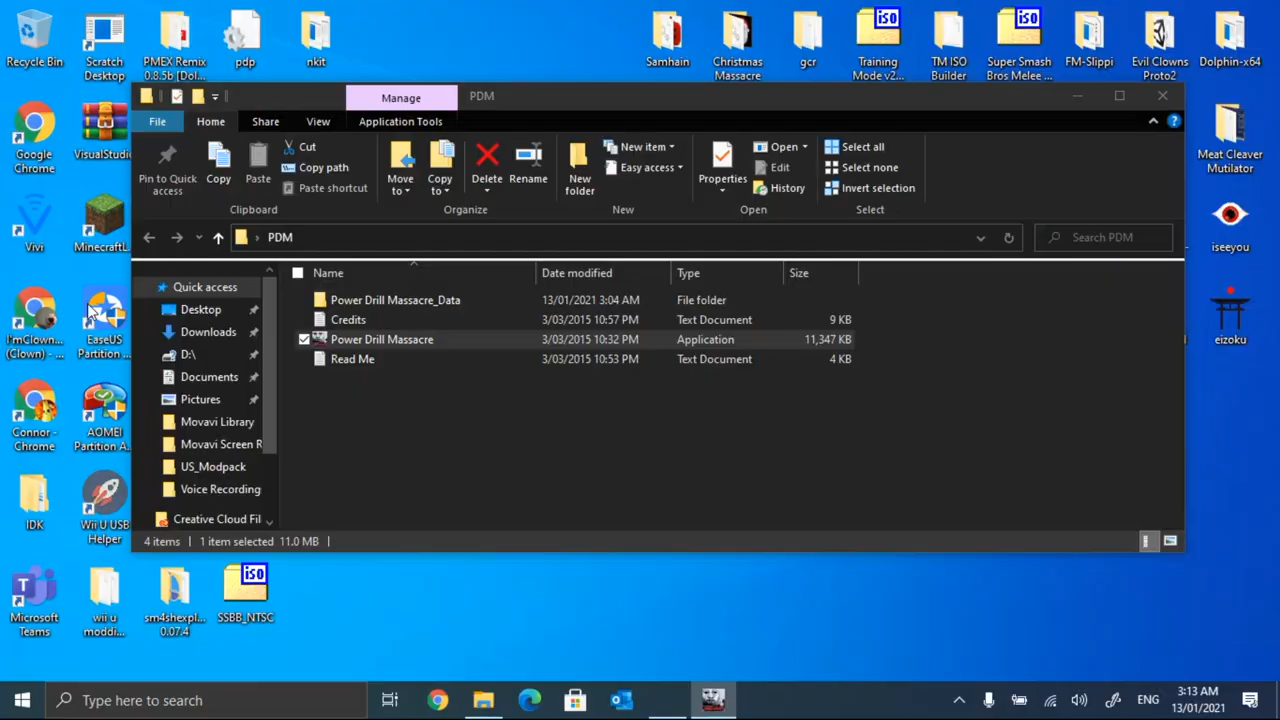 Recycle Bin
Scratch Desktop
PMEX Remix 0.8.5b [Dol...
pdp
nkit
Samhain
Christmas Massacre
gcr
iso
Training Mode v2...
TM ISO Builder
iso
Super Smash Bros Melee ...
FM-Slippi
Evil Clowns Proto2
Dolphin-x64
Google Chrome
VisualStudio
Vivi
MinecraftL...
I'mClown... (Clown) - ...
EaseUS Partition ...
Connor - Chrome
AOMEI Partition A...
IDK
Wii U USB Helper
Microsoft Teams
wii u moddi...
sm4shexpl... 0.07.4
iso
SSBB_NTSC
Meat Cleaver Mutilator
iseeyou
eizoku
Manage
PDM
File
Home
Share
View
Application Tools
Pin to Quick access
Copy
Paste
Cut
Copy path
Paste shortcut
Clipboard
Move to
Copy to
Delete
Rename
Organize
New folder
New item
Easy access
New
Properties
Open
Edit
History
Open
Select all
Select none
Invert selection
Select
PDM
Search PDM
Name
Date modified
Type
Size
Power Drill Massacre_Data 13/01/2021 3:04 AM File folder
Credits 3/03/2015 10:57 PM Text Document 9 KB
Power Drill Massacre 3/03/2015 10:32 PM Application 11,347 KB
Read Me 3/03/2015 10:53 PM Text Document 4 KB
Quick access
Desktop
Downloads
D:\
Documents
Pictures
Movavi Library
Movavi Screen R
US_Modpack
Voice Recording
Creative Cloud Fil
4 items 1 item selected 11.0 MB
Type here to search
ENG
3:13 AM
13/01/2021